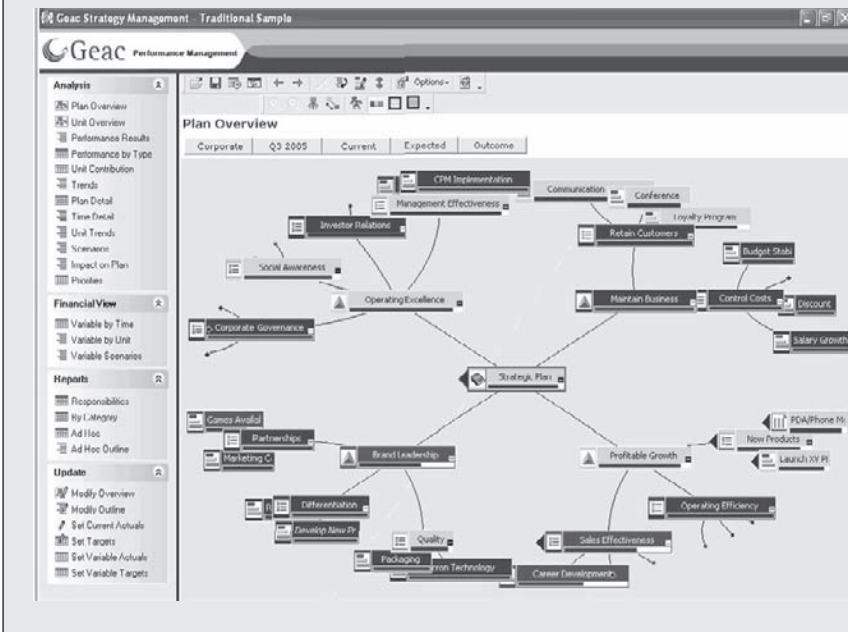 Geac Strategy Management - Traditional Sample
Geac Performance Management
Analysis
Plan Overview
Unit Overview
Performance Results
Performance by Type
Unit Contribution
Trends
Plan Detail
Time Detail
Unit Trends
Scenarios
Impact on Plan
Priorities
Financial View
Variable by Time
Variable by Unit
Variable Scenarios
Reports
Responsibilities
By Category
Ad Hoc
Ad Hoc Outline
Update
Modify Overview
Modify Outline
Set Current Actuals
Set Targets
Set Variable Actuals
Set Variable Targets
Options
Plan Overview
Corporate Q3 2005 Current Expected Outcome
CPM Implementation
Communication
Conference
Management Effectiveness
Loyalty Program
Investor Relations
Retain Customers
Budget Stabi
Social Awareness
Operating Excellence
Maintain Business
Control Costs
Discount
Corporate Governance
Salary Growth
Strategic Plan
Games Availal
PDA/Phone Mo
Partnerships
New Products
Marketing C
Brand Leadership
Profitable Growth
Launch XY Pl
Differentiation
Operating Efficiency
Develop New Pr
Quality
Sales Effectiveness
Packaging
tron Technology
Career Development